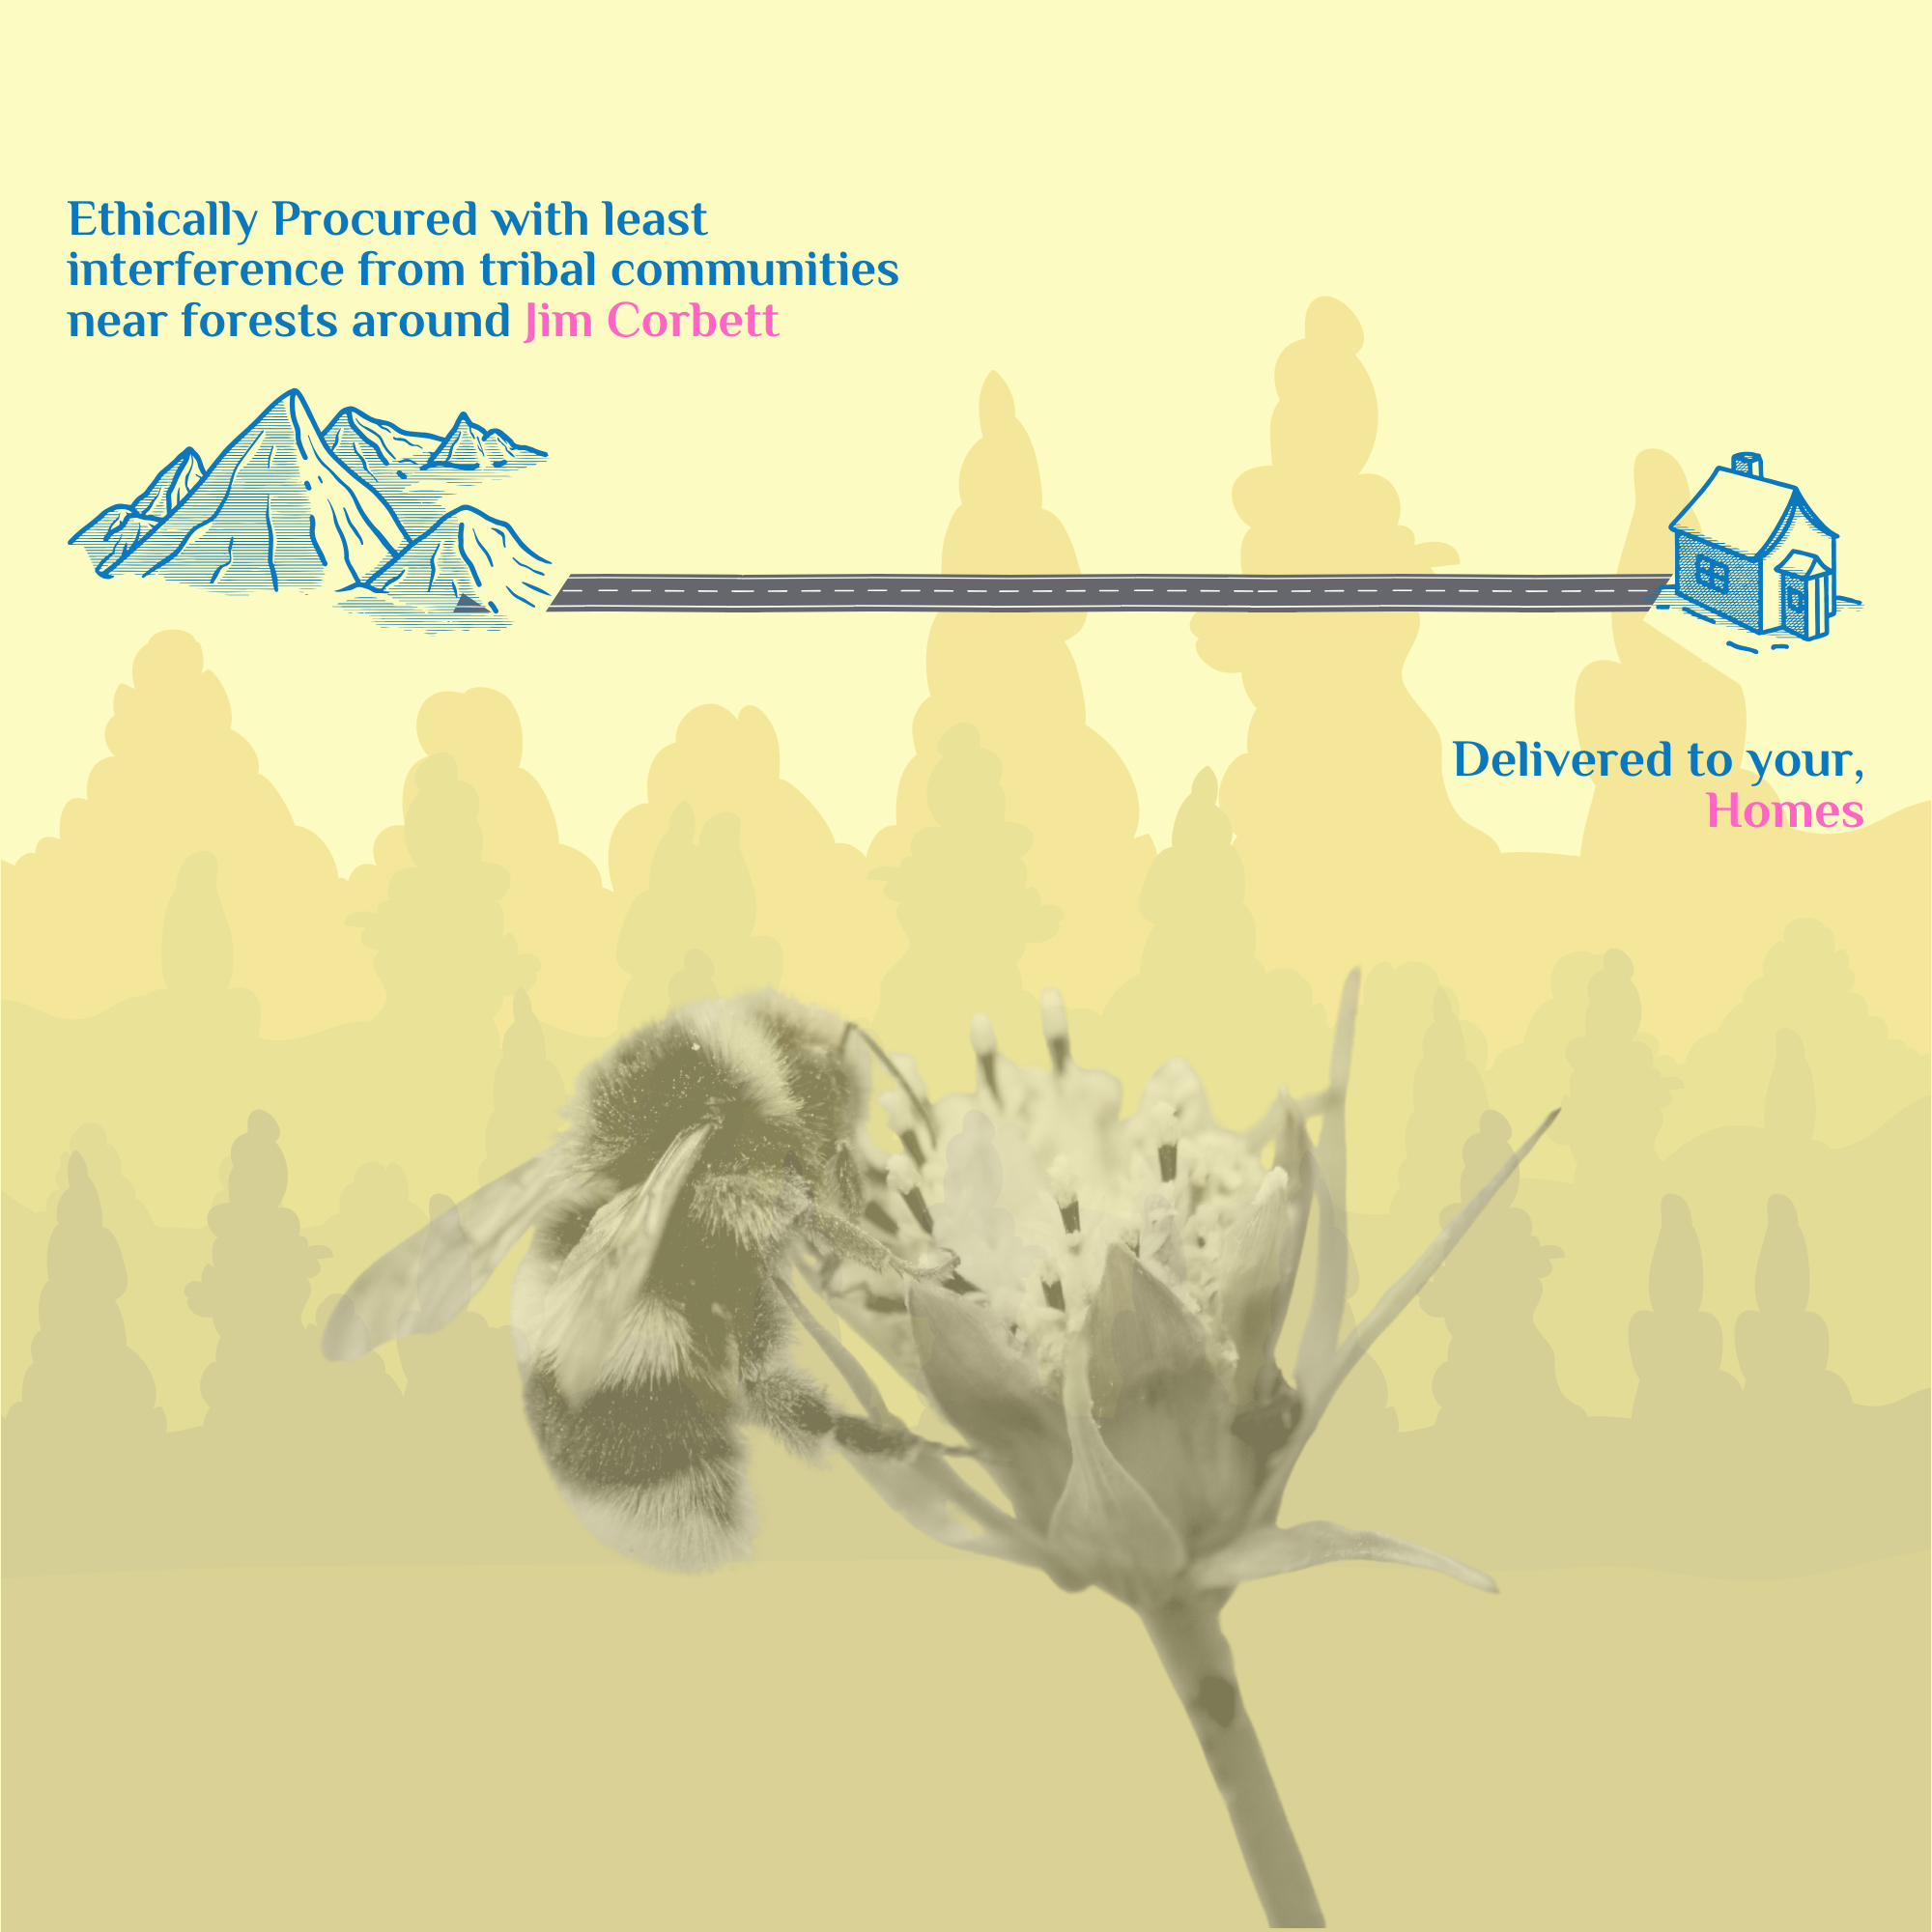 Ethically Procured with least
interference from tribal communities
near forests around Jim Corbett
Delivered to your,
Homes